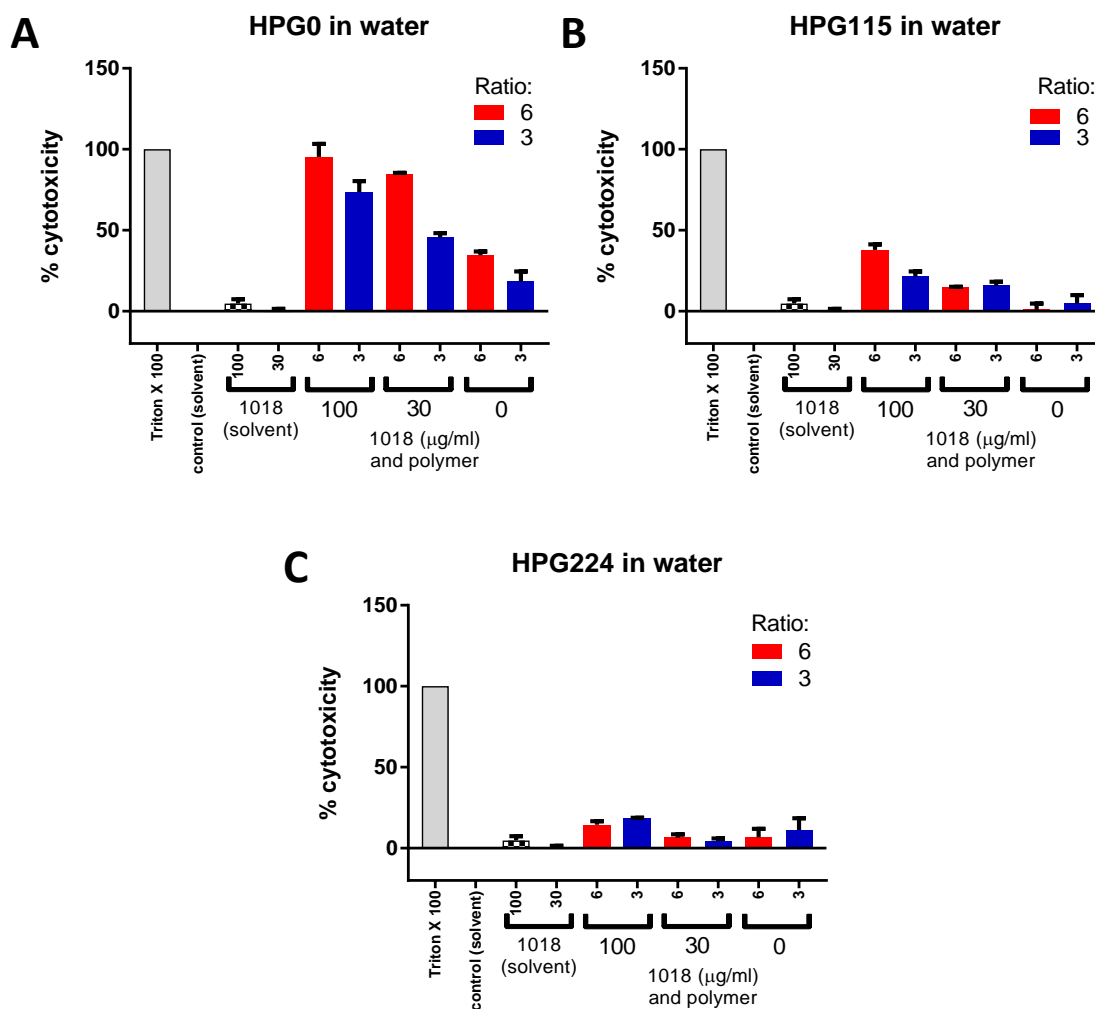 A
HPG0 in water
150
100
50
0
% cytotoxicity
Ratio:
6
3
Triton X 100
control (solvent)
100
30
6
3
6
3
6
3
1018
(solvent)
100
30
0
1018 (μg/ml)
and polymer
B
HPG115 in water
150
100
50
0
% cytotoxicity
Ratio:
6
3
Triton X 100
control (solvent)
100
30
6
3
6
3
6
3
1018
(solvent)
100
30
0
1018 (μg/ml)
and polymer
C
HPG224 in water
150
100
50
0
% cytotoxicity
Ratio:
6
3
Triton X 100
control (solvent)
100
30
6
3
6
3
6
3
1018
(solvent)
100
30
0
1018 (μg/ml)
and polymer